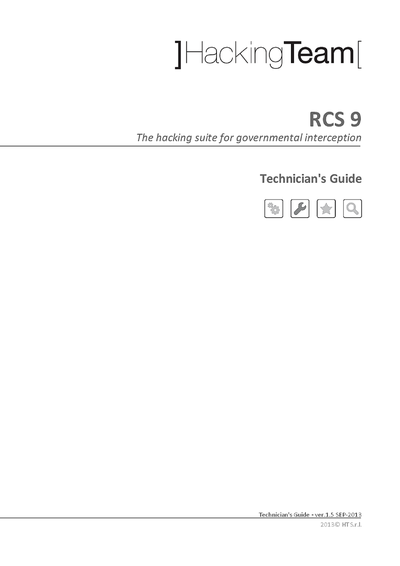 ]HackingTeam[
RCS 9
The hacking suite for governmental interception
Technician's Guide
Technician's Guide • ver.1.5 SEP-2013
2013© HT S.r.l.